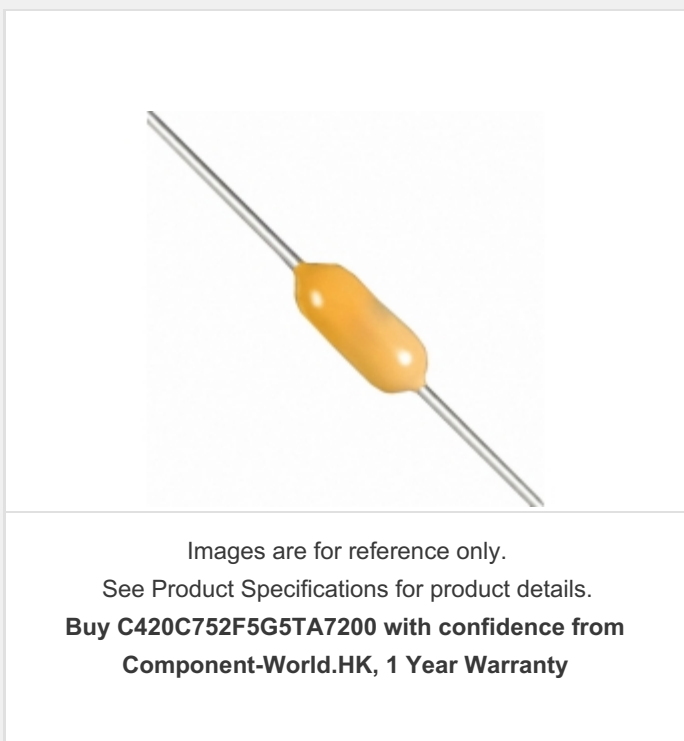 Images are for reference only.
See Product Specifications for product details.
Buy C420C752F5G5TA7200 with confidence from
Component-World.HK, 1 Year Warranty